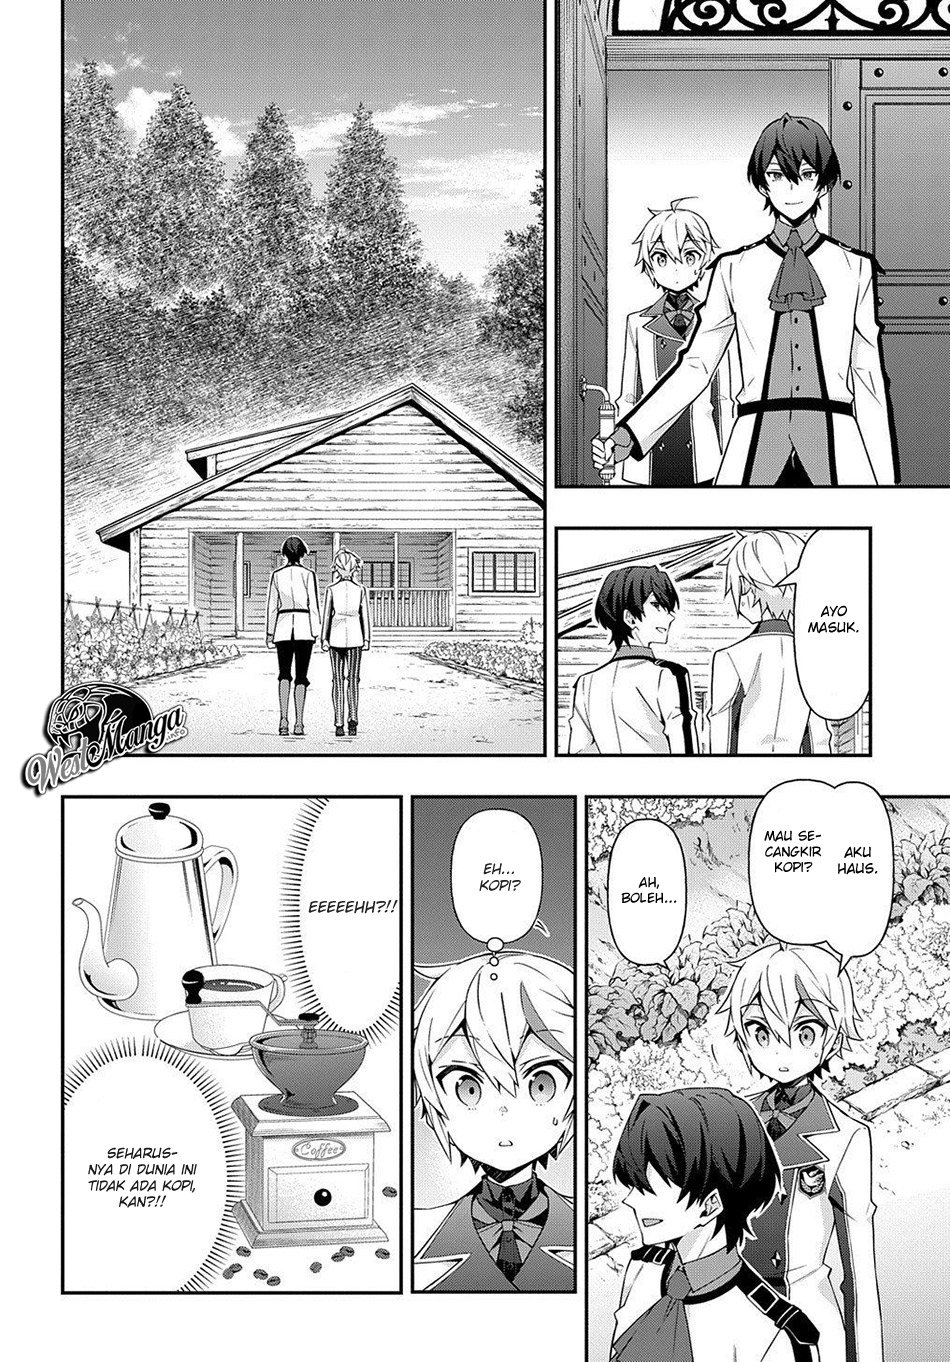 AYO
MASUK.
AKU
HAUS.
MAU SE-
CANGKIR
KOPI?
AH,
BOLEH...
EH...
KOPI?
EEEEEHH?!!
SEHARUS-
NYA DI DUNIA INI
TIDAK ADA KOPI,
KAN?!!
Coffee
WestManga